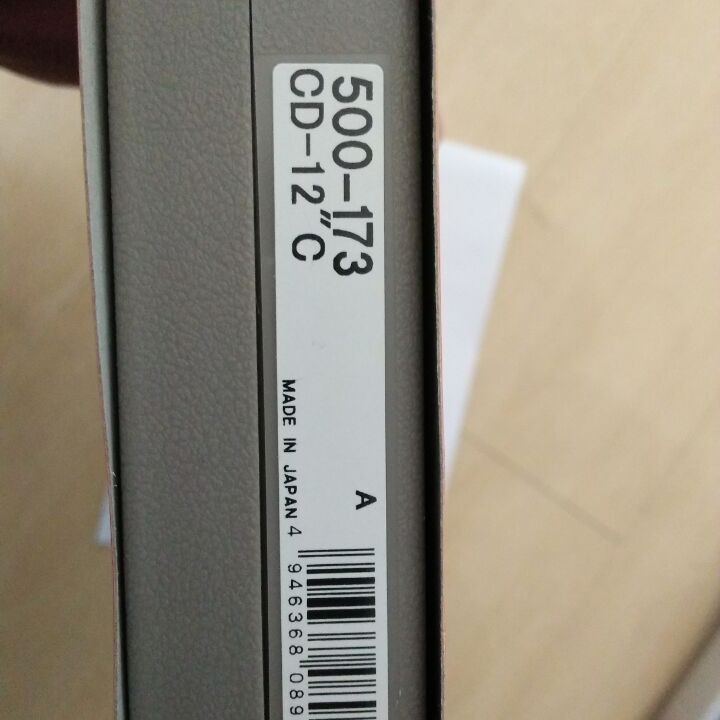 500-173
CD-12"C
A
MADE IN JAPAN
4 946368 089